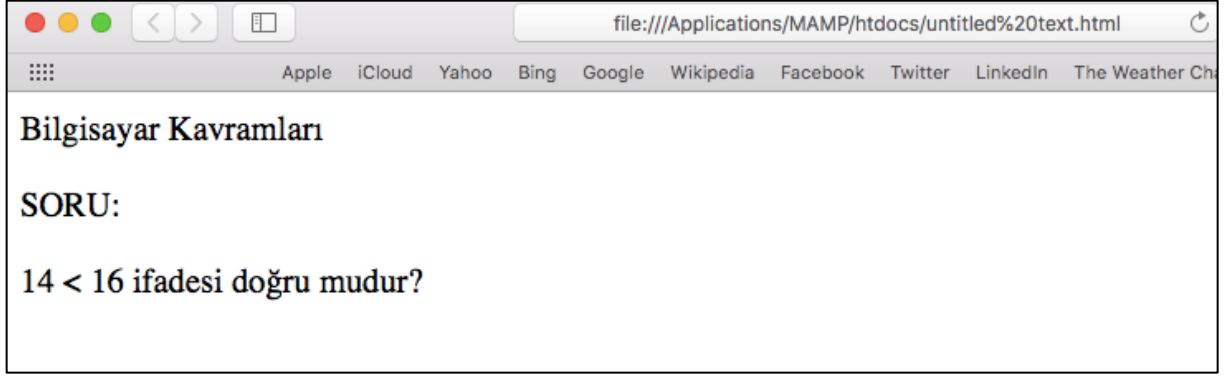 file:///Applications/MAMP/htdocs/untitled%20text.html
Apple iCloud Yahoo Bing Google Wikipedia Facebook Twitter LinkedIn The Weather Cha
Bilgisayar Kavramları
SORU:
14 < 16 ifadesi doğru mudur?